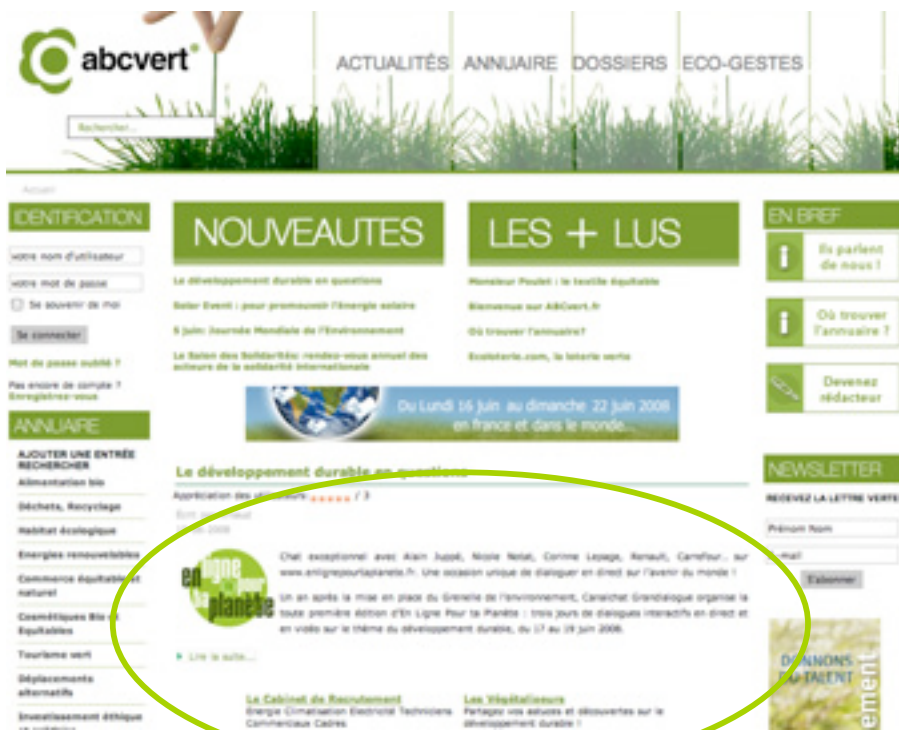 abcvert
ACTUALITÉS ANNUAIRE DOSSIERS ECO-GESTES
Rechercher...
Accueil
IDENTIFICATION
votre nom d'utilisateur
votre mot de passe
Se souvenir de moi
Se connecter
Mot de passe oublié ?
Pas encore de compte ?
Enregistrez-vous
ANNUAIRE
AJOUTER UNE ENTRÉE
RECHERCHER
Alimentation bio
Déchets, Recyclage
Habitat écologique
Energies renouvelables
Commerce équitable et
naturel
Cosmétiques Bio et
Equitables
Tourisme vert
Déplacements
alternatifs
Investissement éthique
NOUVEAUTES
Le développement durable en questions
Solar Event : pour promouvoir l'énergie solaire
5 juin: Journée Mondiale de l'Environnement
Le Salon des Solidarités: rendez-vous annuel des
acteurs de la solidarité internationale
LES + LUS
Monsieur Poulet : le textile équitable
Bienvenue sur ABCvert.fr
Où trouver l'annuaire?
Ecoloterie.com, la loterie verte
Du Lundi 16 juin au dimanche 22 juin 2008
en france et dans le monde...
Le développement durable en questions
Appréciation des utilisateurs / 3
2008
en ligne
pour
la planète
Chat exceptionnel avec Alain Juppé, Nicole Notat, Corinne Lepage, Renault, Carrefour... sur
www.enlignepourlaplanete.fr. Une occasion unique de dialoguer en direct sur l'avenir du monde !
Un an après la mise en place du Grenelle de l'environnement, Canalchat Grandialogue organise la
toute première édition d'En Ligne Pour la Planète : trois jours de dialogues interactifs en direct et
en vidéo sur le thème du développement durable, du 17 au 19 juin 2008.
Lire la suite...
Le Cabinet de Recrutement
Energie Climatisation Electricité Techniciens
Commerciaux Cadres
Les Végétaliseurs
Partagez vos astuces et découvertes sur le
développement durable !
EN BREF
Ils parlent
de nous !
Où trouver
l'annuaire ?
Devenez
rédacteur
NEWSLETTER
RECEVEZ LA LETTRE VERTE
Prénom Nom
E-mail
S'abonner
DONNONS
DU TALENT